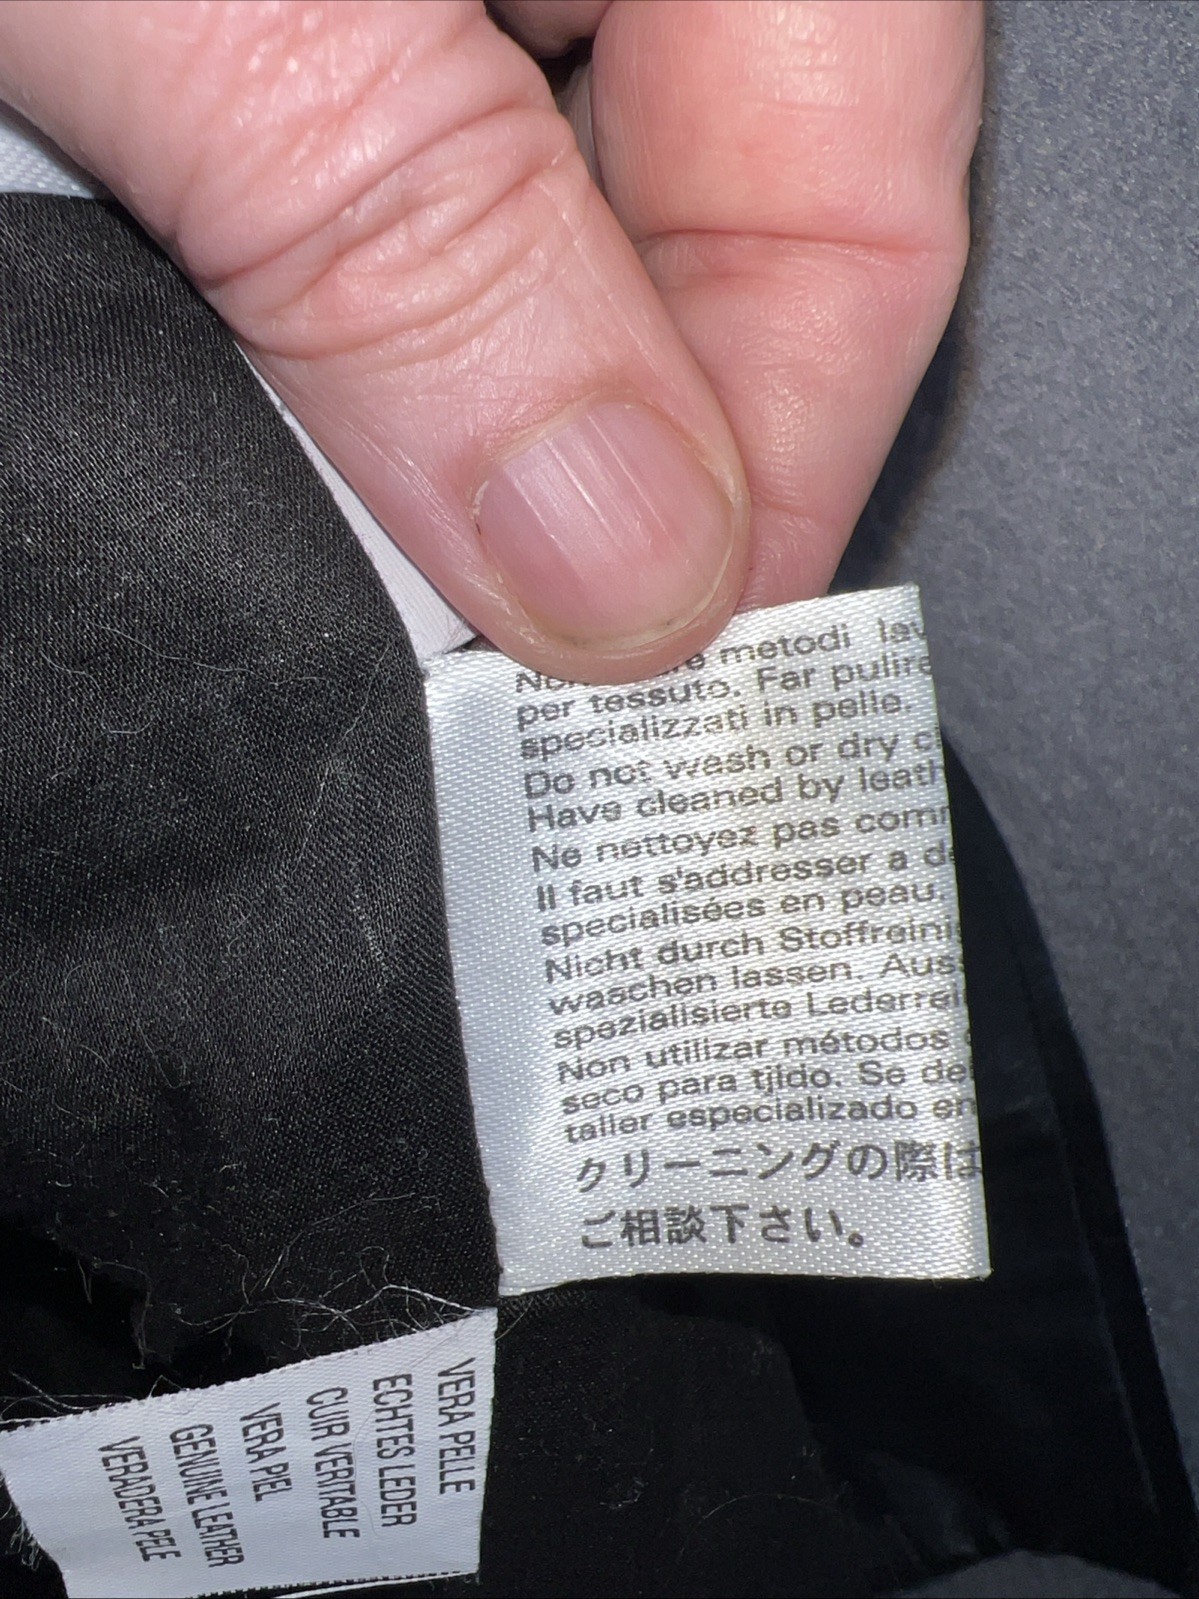 metodi
per tessuto. Far pulire
specializzati in pelle.
Do not wash or dry
Have cleaned by
Ne nettoyez pas
Il faut s'addresser a
specialisées en peau.
Nicht durch
waschen lassen.
spezialisierte
Non utilizar métodos
seco para tjido. Se
taller especializado en
クリーニングの際は
ご相談下さい。
VERA PELLE
ECHTES LEDER
CUIR VERITABLE
VERA PIEL
GENUINE LEATHER
VERADERA PELE